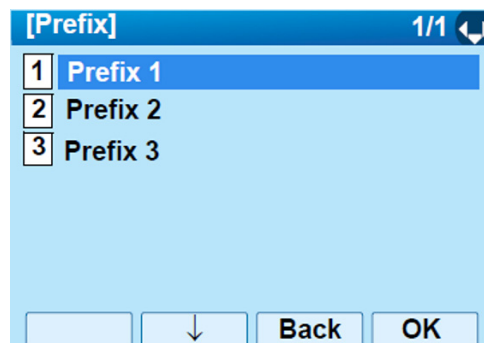 [Prefix] 1/1
1 Prefix 1
2 Prefix 2
3 Prefix 3
↓ Back OK